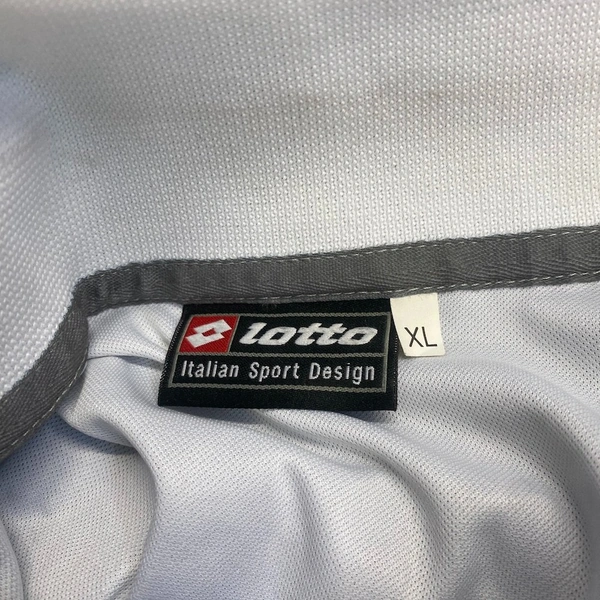 lotto
XL
Italian Sport Design